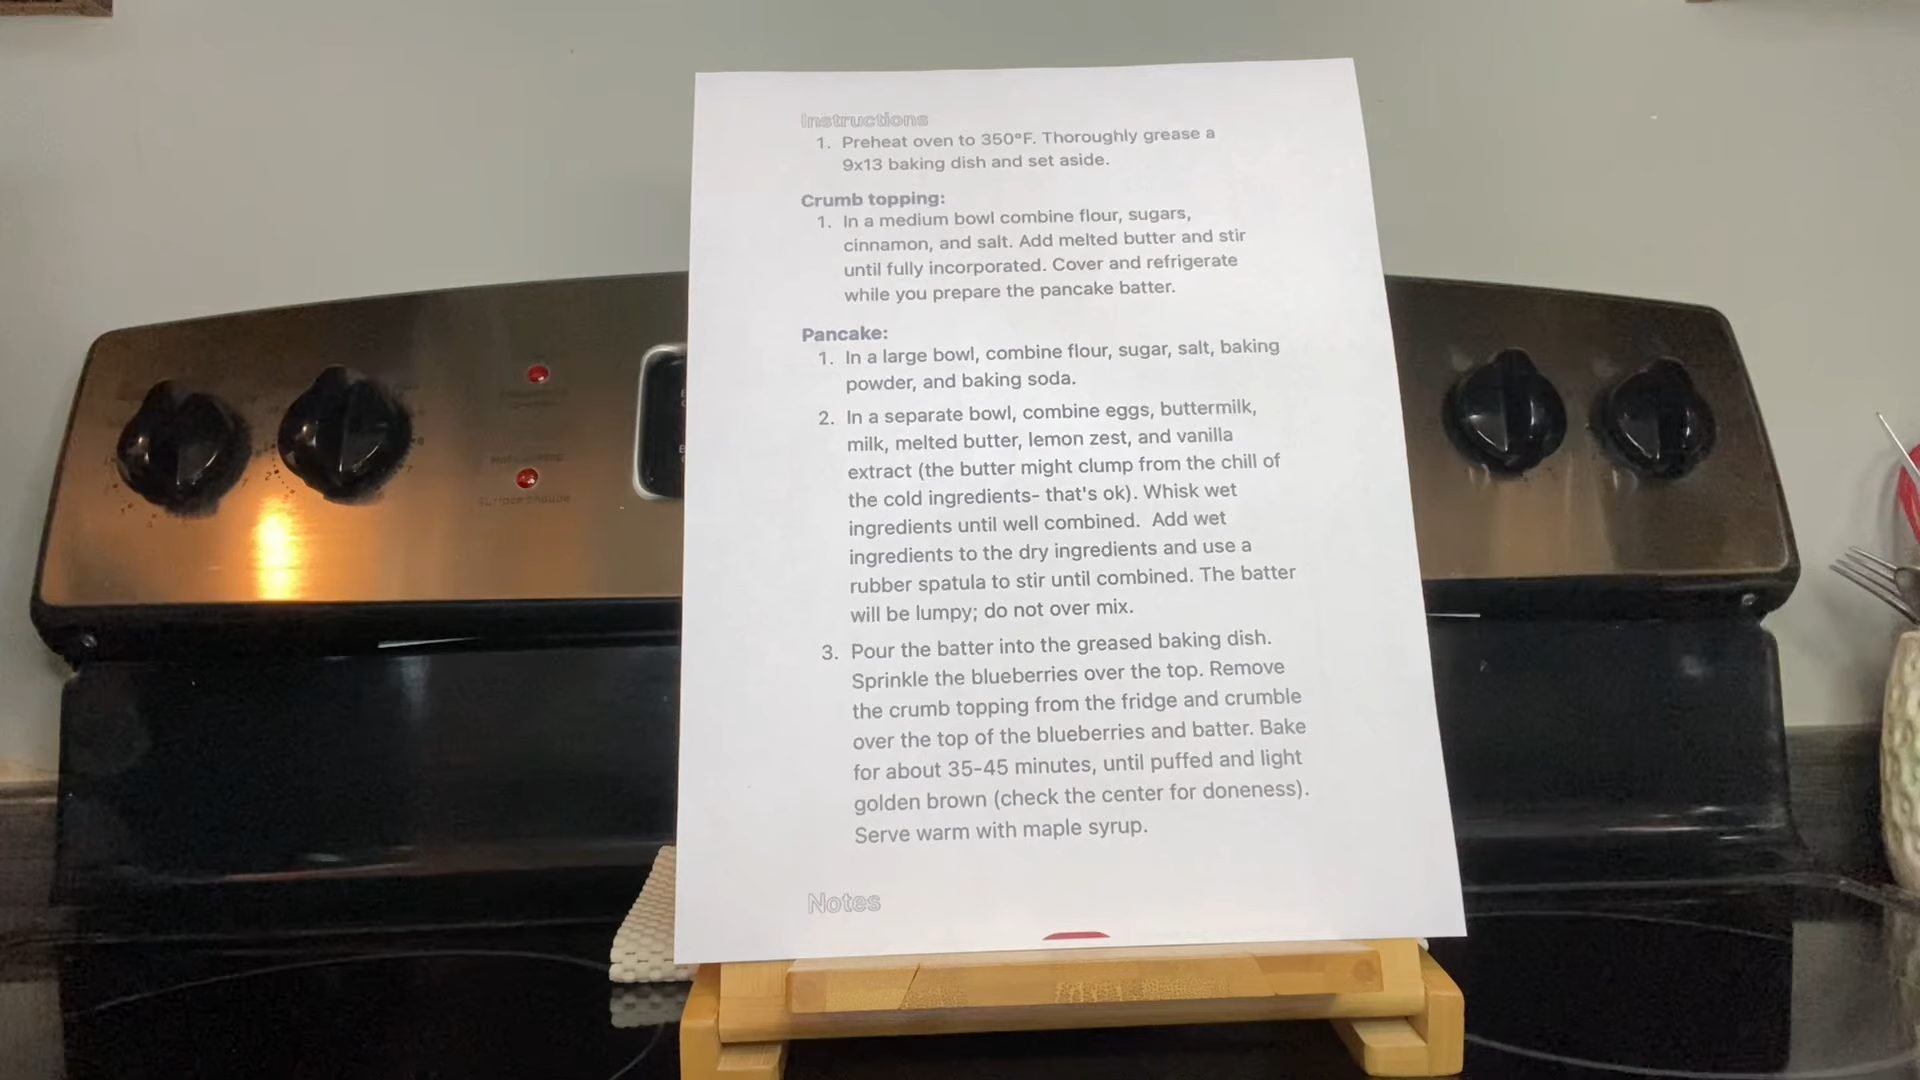 Instructions
1. Preheat oven to 350°F. Thoroughly grease a
9x13 baking dish and set aside.
Crumb topping:
1. In a medium bowl combine flour, sugars,
cinnamon, and salt. Add melted butter and stir
until fully incorporated. Cover and refrigerate
while you prepare the pancake batter.
Pancake:
1. In a large bowl, combine flour, sugar, salt, baking
powder, and baking soda.
2. In a separate bowl, combine eggs, buttermilk,
milk, melted butter, lemon zest, and vanilla
extract (the butter might clump from the chill of
the cold ingredients- that's ok). Whisk wet
ingredients until well combined.  Add wet
ingredients to the dry ingredients and use a
rubber spatula to stir until combined. The batter
will be lumpy; do not over mix.
3. Pour the batter into the greased baking dish.
Sprinkle the blueberries over the top. Remove
the crumb topping from the fridge and crumble
over the top of the blueberries and batter. Bake
for about 35-45 minutes, until puffed and light
golden brown (check the center for doneness).
Serve warm with maple syrup.
Notes